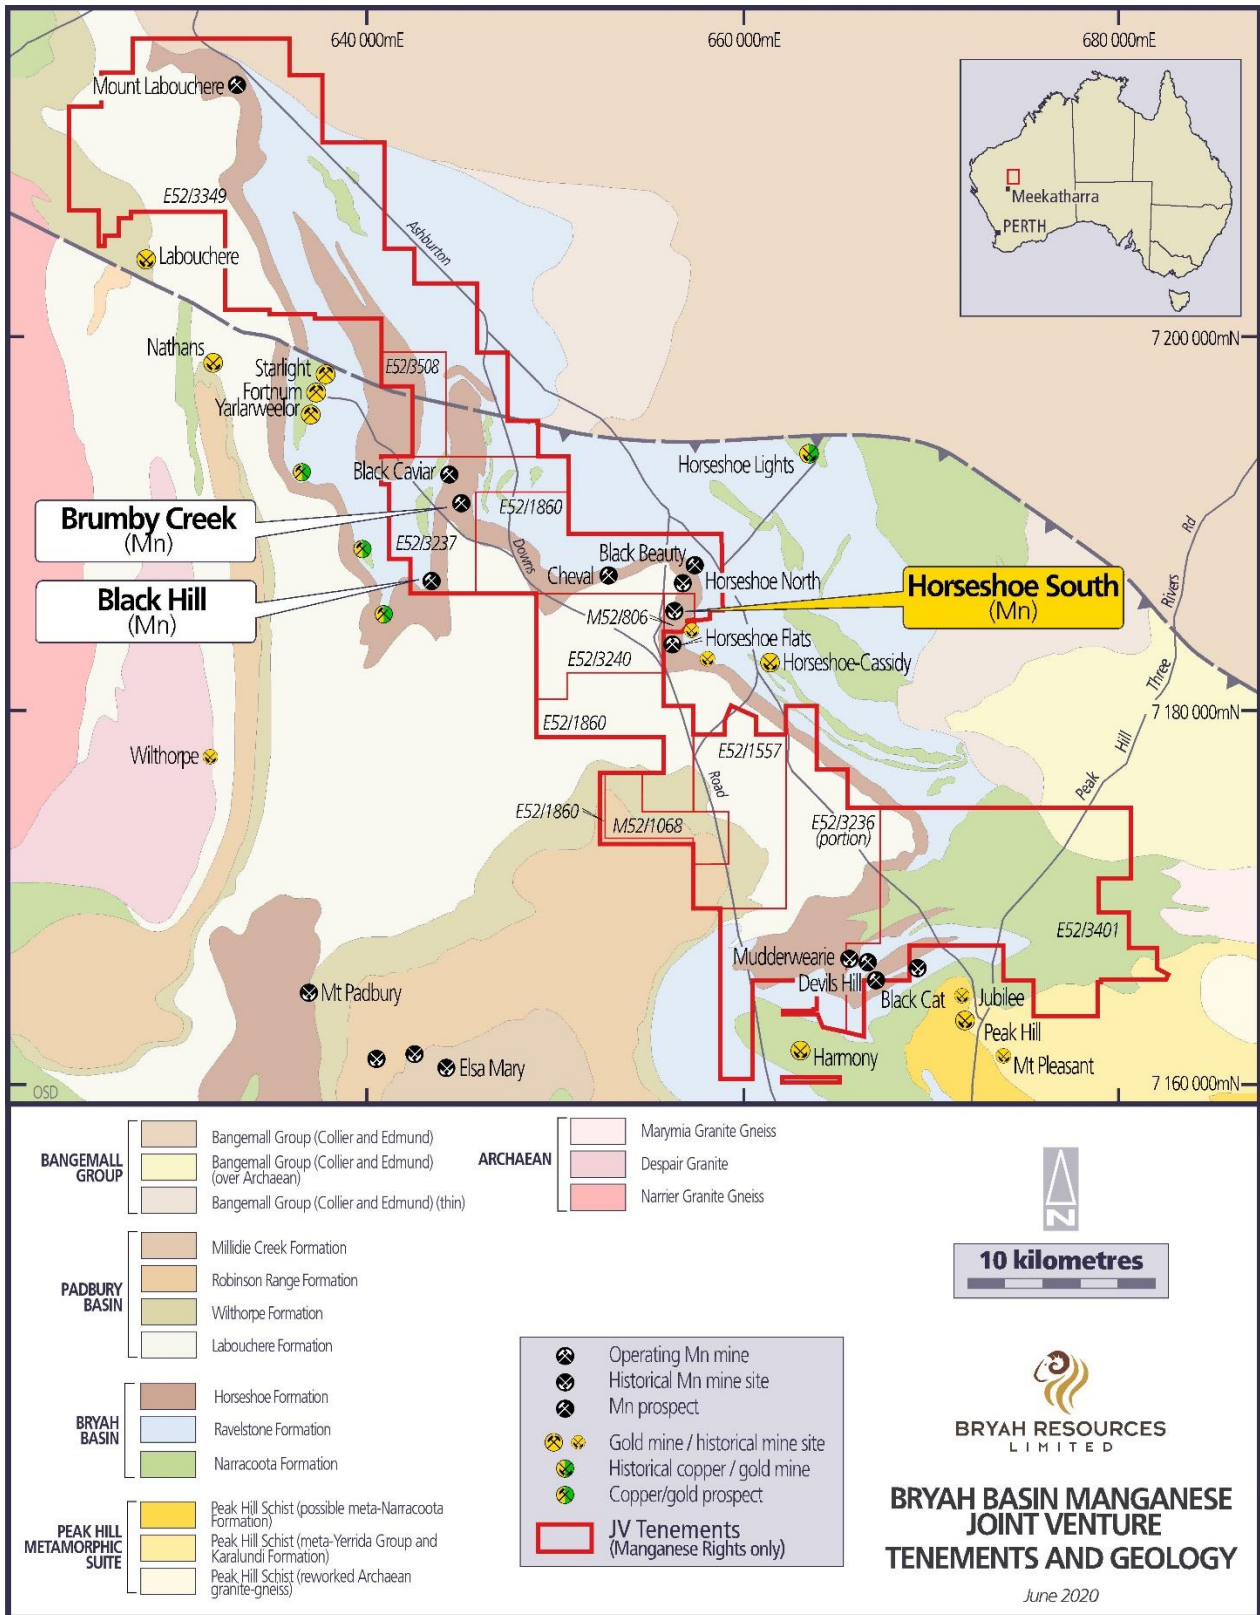 640 000mE
660 000mE
680 000mE
Mount Labouchere
Meekatharra
PERTH
E52/3349
Ashburton
Labouchere
7 200 000mN
Nathans
Starlight
Fortnum
Yarlarweelor
E52/3508
Horseshoe Lights
Black Caviar
Brumby Creek
(Mn)
E52/1860
E52/3237
Downs
Rd
Rivers
Three
Hill
Peak
Black Beauty
Cheval
Horseshoe North
Black Hill
(Mn)
Horseshoe South
(Mn)
M52/806
Horseshoe Flats
E52/3240
Horseshoe-Cassidy
7 180 000mN
E52/1860
Wilthorpe
E52/1557
Road
E52/1860
M52/1068
E52/3236
(portion)
E52/3401
Mudderwearie
Devils Hill
Mt Padbury
Black Cat
Jubilee
Peak Hill
Harmony
Mt Pleasant
Elsa Mary
7 160 000mN
OSD
BANGEMALL
GROUP
Bangemall Group (Collier and Edmund)
Bangemall Group (Collier and Edmund)
(over Archaean)
Bangemall Group (Collier and Edmund) (thin)
PADBURY
BASIN
Millidie Creek Formation
Robinson Range Formation
Wilthorpe Formation
Labouchere Formation
BRYAH
BASIN
Horseshoe Formation
Ravelstone Formation
Narracoota Formation
PEAK HILL
METAMORPHIC
SUITE
Peak Hill Schist (possible meta-Narracoota
Formation)
Peak Hill Schist (meta-Yerrida Group and
Karalundi Formation)
Peak Hill Schist (reworked Archaean
granite-gneiss)
ARCHAEAN
Marymia Granite Gneiss
Despair Granite
Narrier Granite Gneiss
Operating Mn mine
Historical Mn mine site
Mn prospect
Gold mine / historical mine site
Historical copper / gold mine
Copper/gold prospect
JV Tenements
(Manganese Rights only)
N
10 kilometres
BRYAH RESOURCES
LIMITED
BRYAH BASIN MANGANESE
JOINT VENTURE
TENEMENTS AND GEOLOGY
June 2020